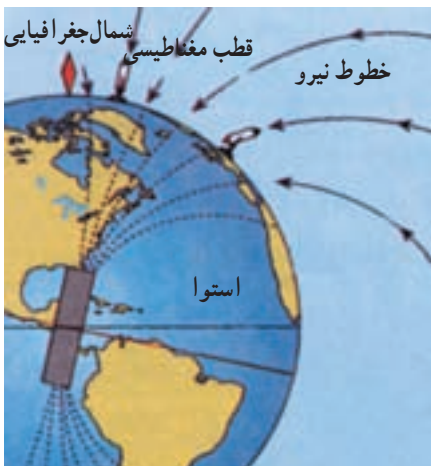 شمال جغرافیایی
قطب مغناطیسی
خطوط نیرو
استوا